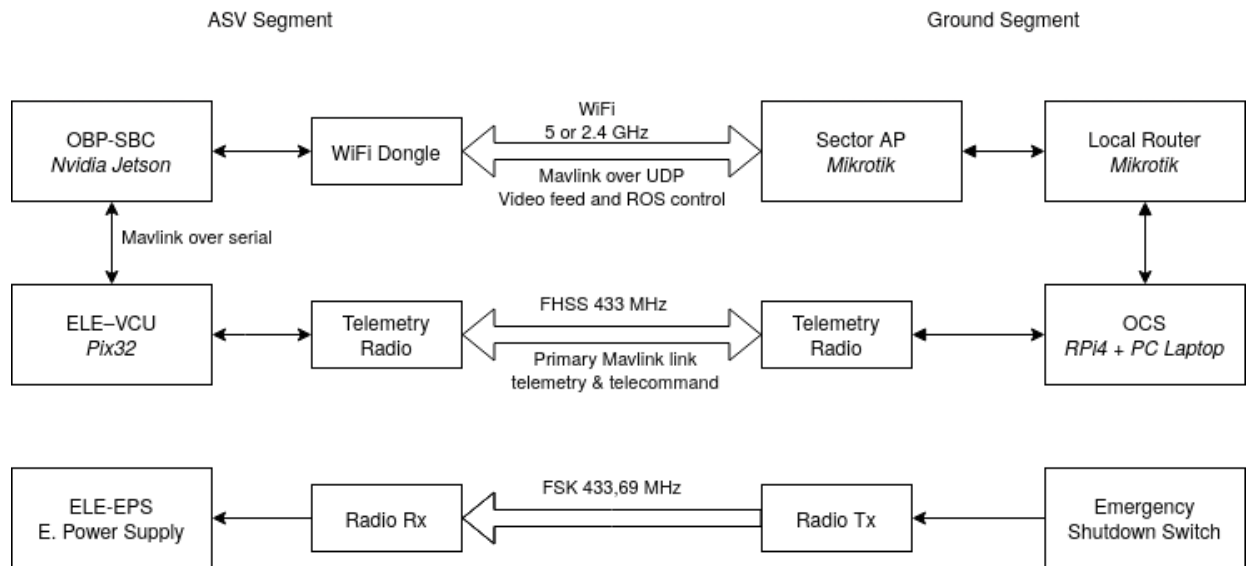 ASV Segment
Ground Segment
OBP-SBC
Nvidia Jetson
WiFi Dongle
WiFi
5 or 2.4 GHz
Mavlink over UDP
Video feed and ROS control
Sector AP
Mikrotik
Local Router
Mikrotik
Mavlink over serial
ELE–VCU
Pix32
Telemetry
Radio
FHSS 433 MHz
Primary Mavlink link
telemetry & telecommand
Telemetry
Radio
OCS
RPi4 + PC Laptop
ELE-EPS
E. Power Supply
Radio Rx
FSK 433,69 MHz
Radio Tx
Emergency
Shutdown Switch